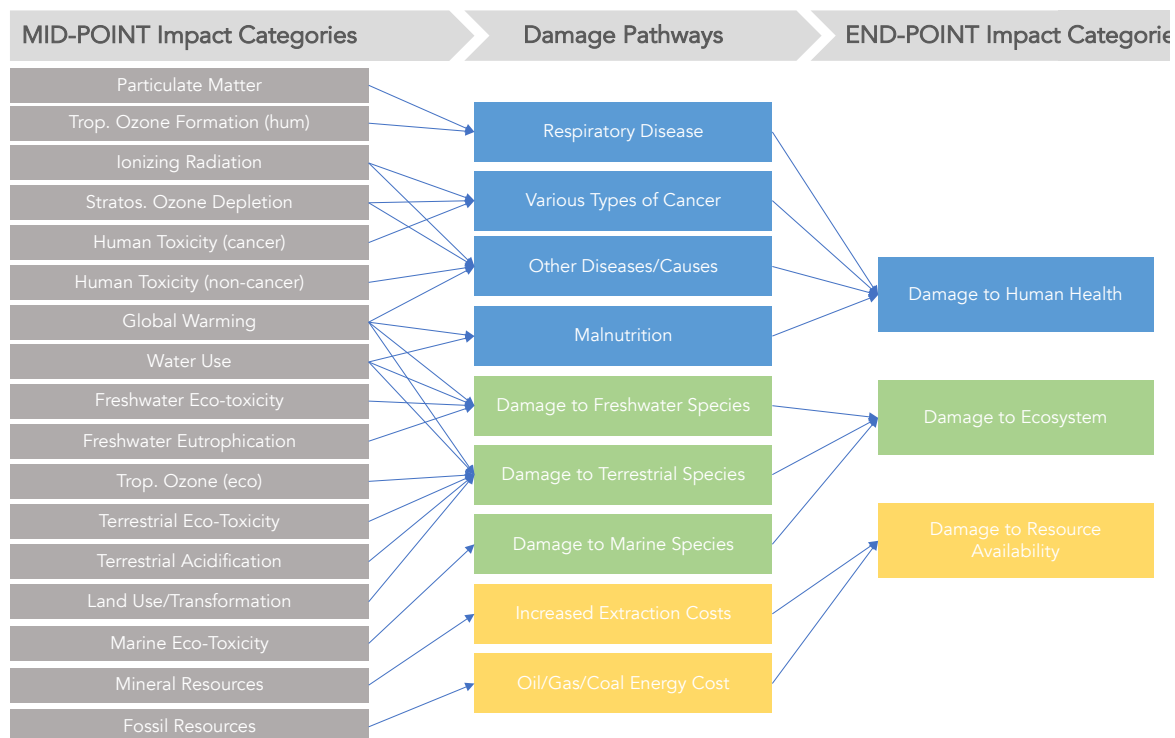 MID-POINT Impact Categories
Damage Pathways
END-POINT Impact Categorie
Particulate Matter
Trop. Ozone Formation (hum)
Ionizing Radiation
Stratos. Ozone Depletion
Human Toxicity (cancer)
Human Toxicity (non-cancer)
Global Warming
Water Use
Freshwater Eco-toxicity
Freshwater Eutrophication
Trop. Ozone (eco)
Terrestrial Eco-Toxicity
Terrestrial Acidification
Land Use/Transformation
Marine Eco-Toxicity
Mineral Resources
Fossil Resources
Respiratory Disease
Various Types of Cancer
Other Diseases/Causes
Malnutrition
Damage to Freshwater Species
Damage to Terrestrial Species
Damage to Marine Species
Increased Extraction Costs
Oil/Gas/Coal Energy Cost
Damage to Human Health
Damage to Ecosystem
Damage to Resource
Availability